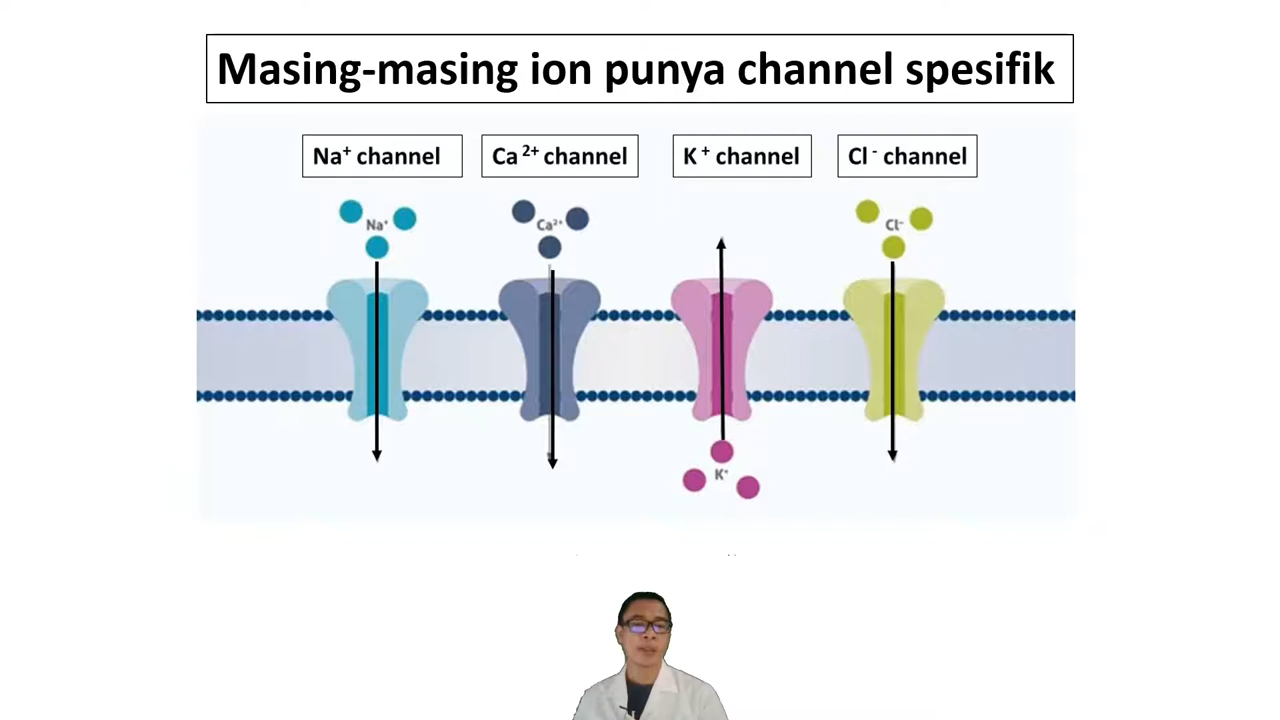 Masing-masing ion punya channel spesifik
Na⁺ channel
Ca ²⁺ channel
K ⁺ channel
Cl ⁻ channel
Na⁺
Ca²⁺
Cl⁻
K⁺